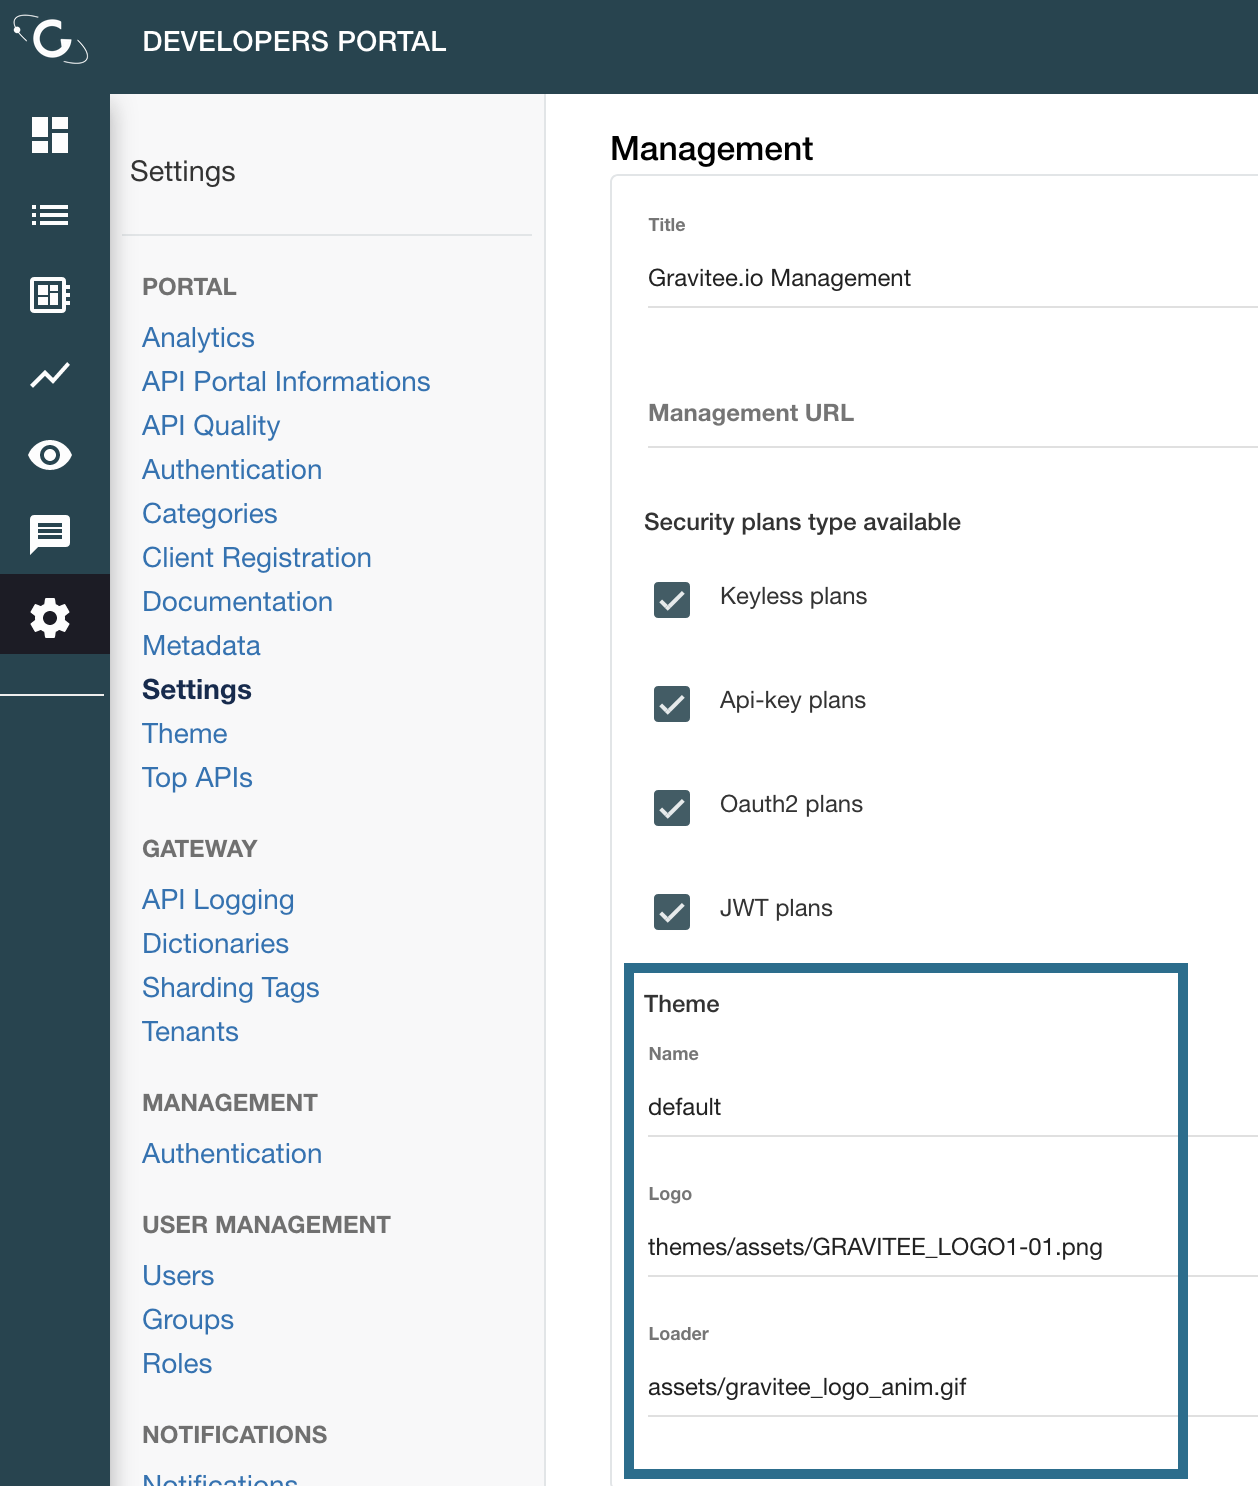 DEVELOPERS PORTAL
Settings
PORTAL
Analytics
API Portal Informations
API Quality
Authentication
Categories
Client Registration
Documentation
Metadata
Settings
Theme
Top APIs
GATEWAY
API Logging
Dictionaries
Sharding Tags
Tenants
MANAGEMENT
Authentication
USER MANAGEMENT
Users
Groups
Roles
NOTIFICATIONS
Notifications
Management
Title
Gravitee.io Management
Management URL
Security plans type available
Keyless plans
Api-key plans
Oauth2 plans
JWT plans
Theme
Name
default
Logo
themes/assets/GRAVITEE_LOGO1-01.png
Loader
assets/gravitee_logo_anim.gif